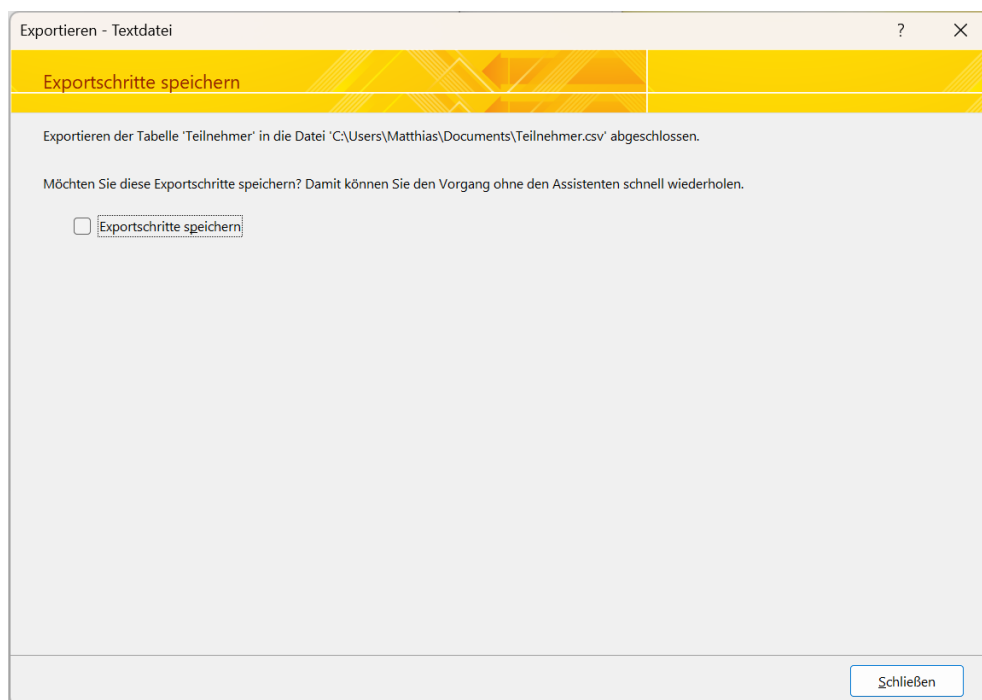 Exportieren - Textdatei
?
Exportschritte speichern
Exportieren der Tabelle 'Teilnehmer' in die Datei 'C:\Users\Matthias\Documents\Teilnehmer.csv' abgeschlossen.
Möchten Sie diese Exportschritte speichern? Damit können Sie den Vorgang ohne den Assistenten schnell wiederholen.
Exportschritte speichern
Schließen